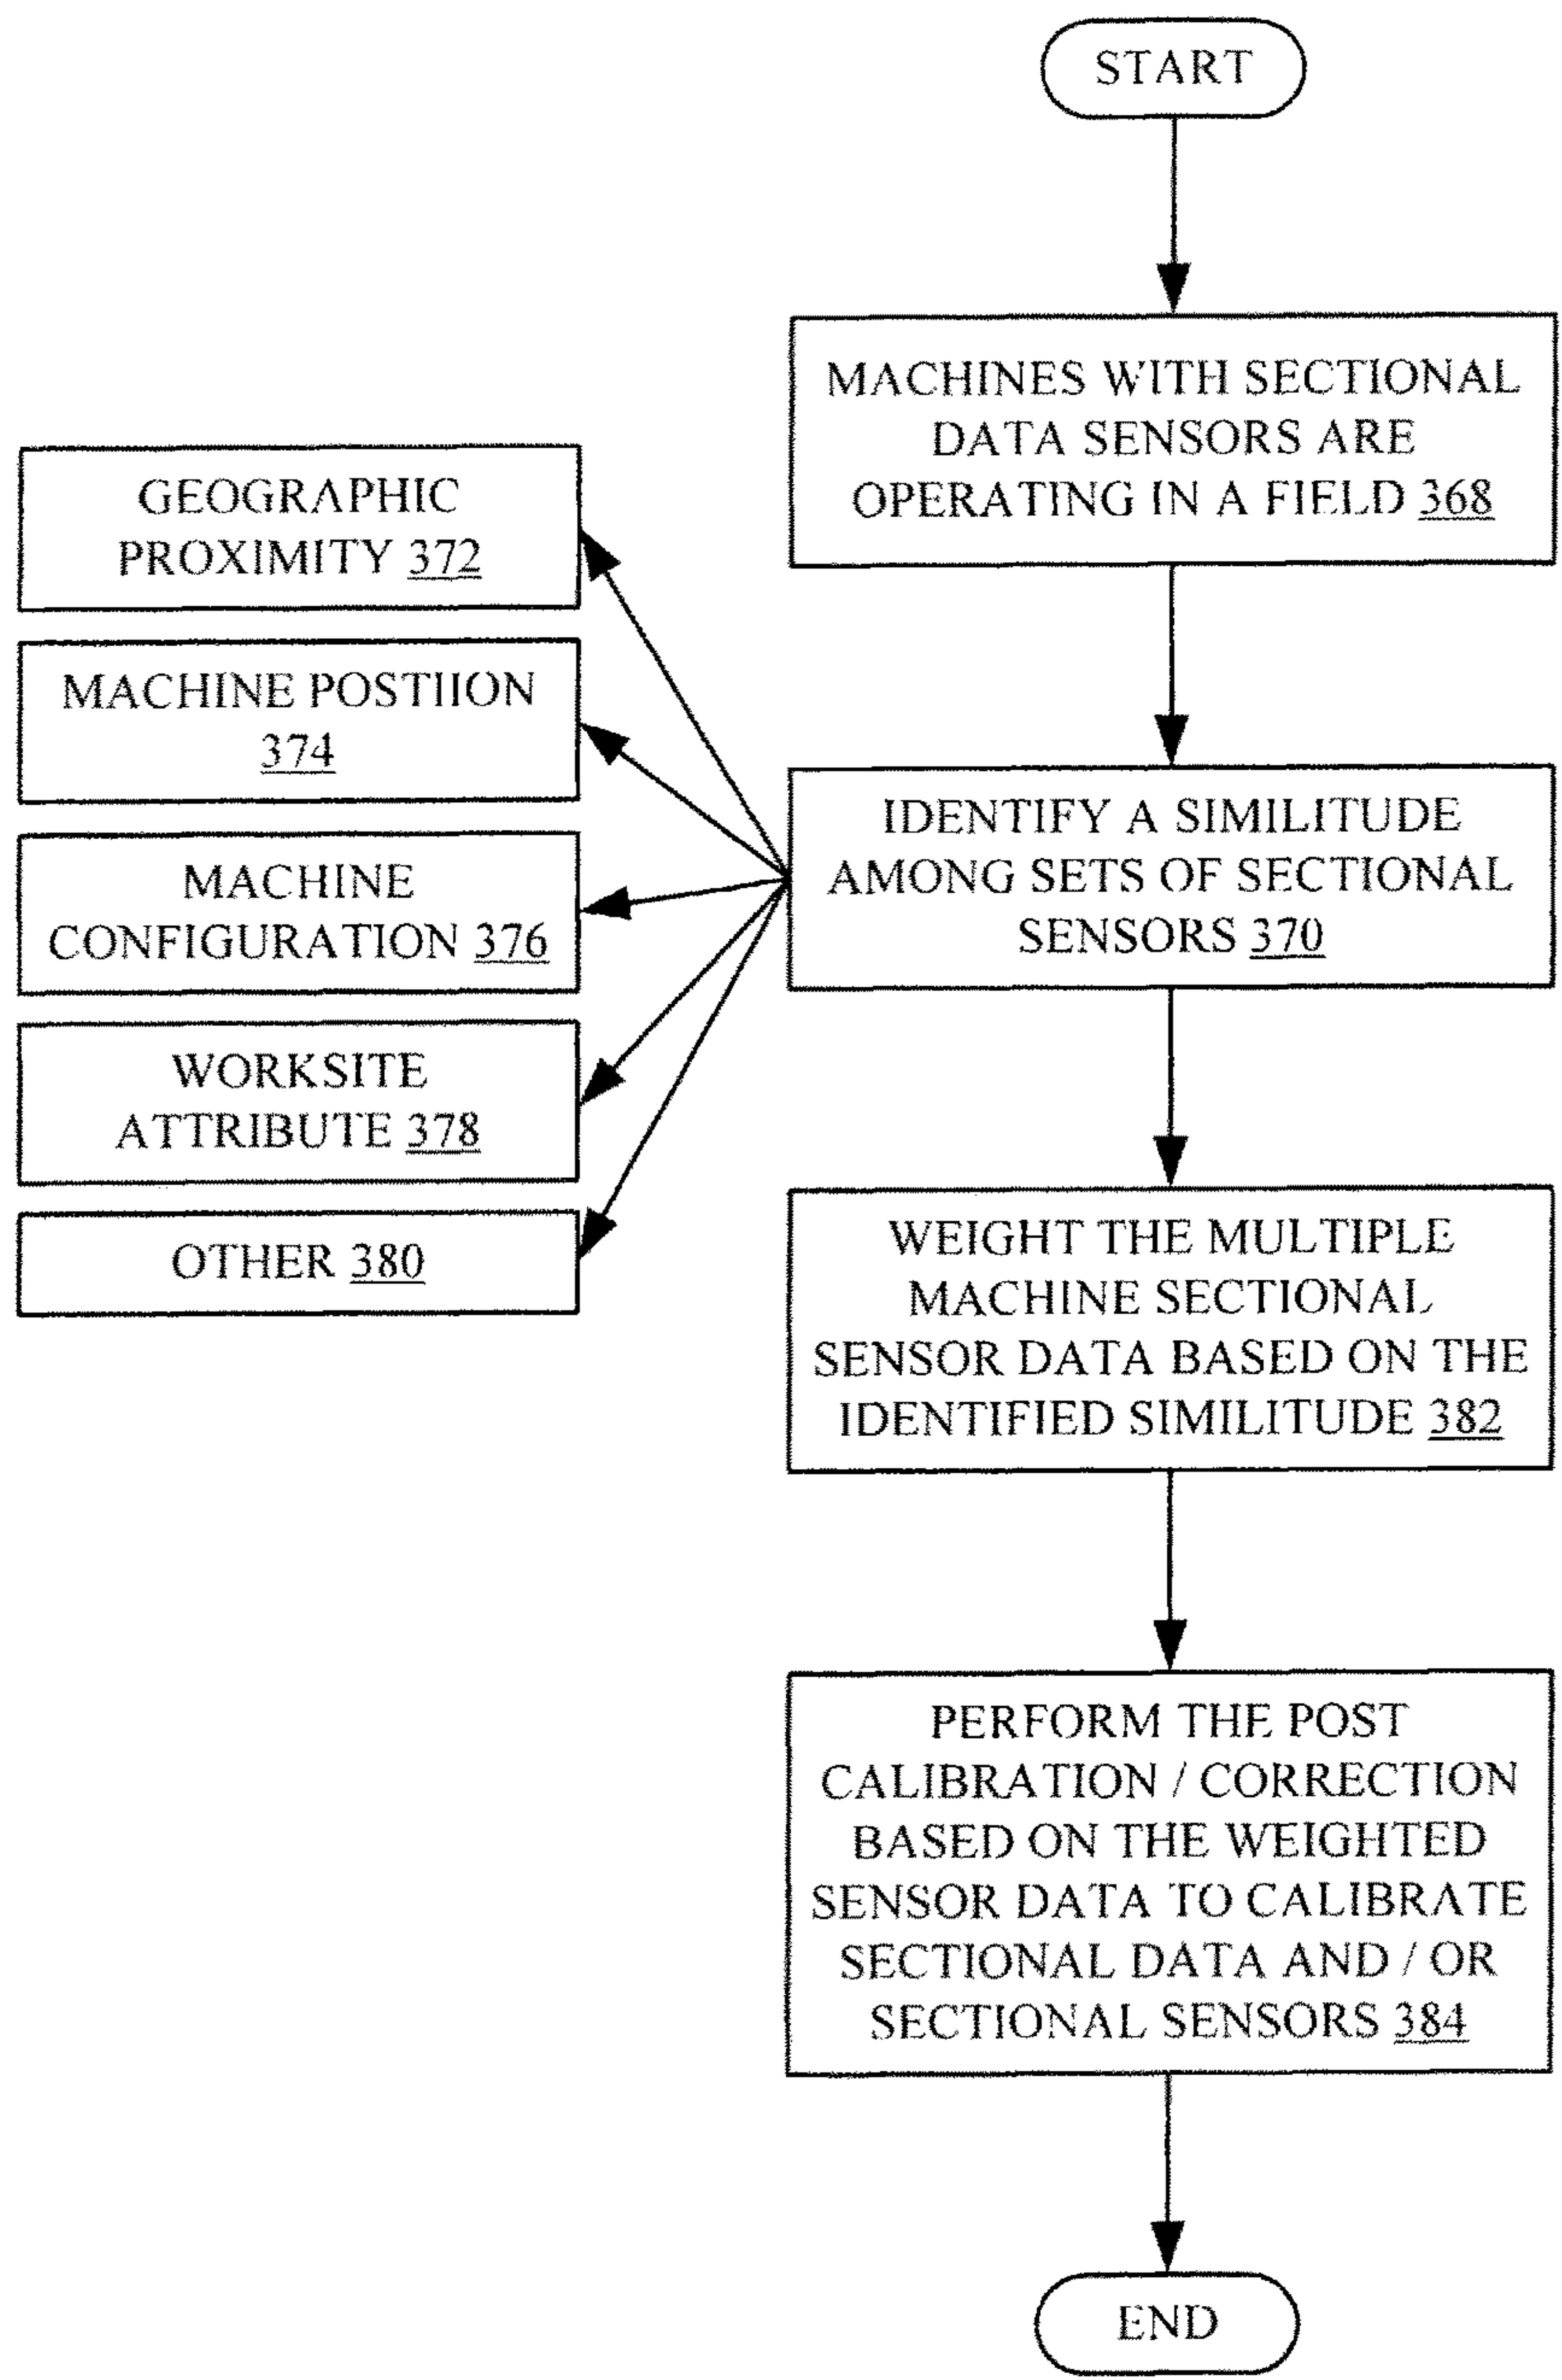 START
MACHINES WITH SECTIONAL
DATA SENSORS ARE
OPERATING IN A FIELD 368
GEOGRAPHIC
PROXIMITY 372
MACHINE POSTIION
374
MACHINE
CONFIGURATION 376
WORKSITE
ATTRIBUTE 378
OTHER 380
IDENTIFY A SIMILITUDE
AMONG SETS OF SECTIONAL
SENSORS 370
WEIGHT THE MULTIPLE
MACHINE SECTIONAL
SENSOR DATA BASED ON THE
IDENTIFIED SIMILITUDE 382
PERFORM THE POST
CALIBRATION / CORRECTION
BASED ON THE WEIGHTED
SENSOR DATA TO CALIBRATE
SECTIONAL DATA AND / OR
SECTIONAL SENSORS 384
END